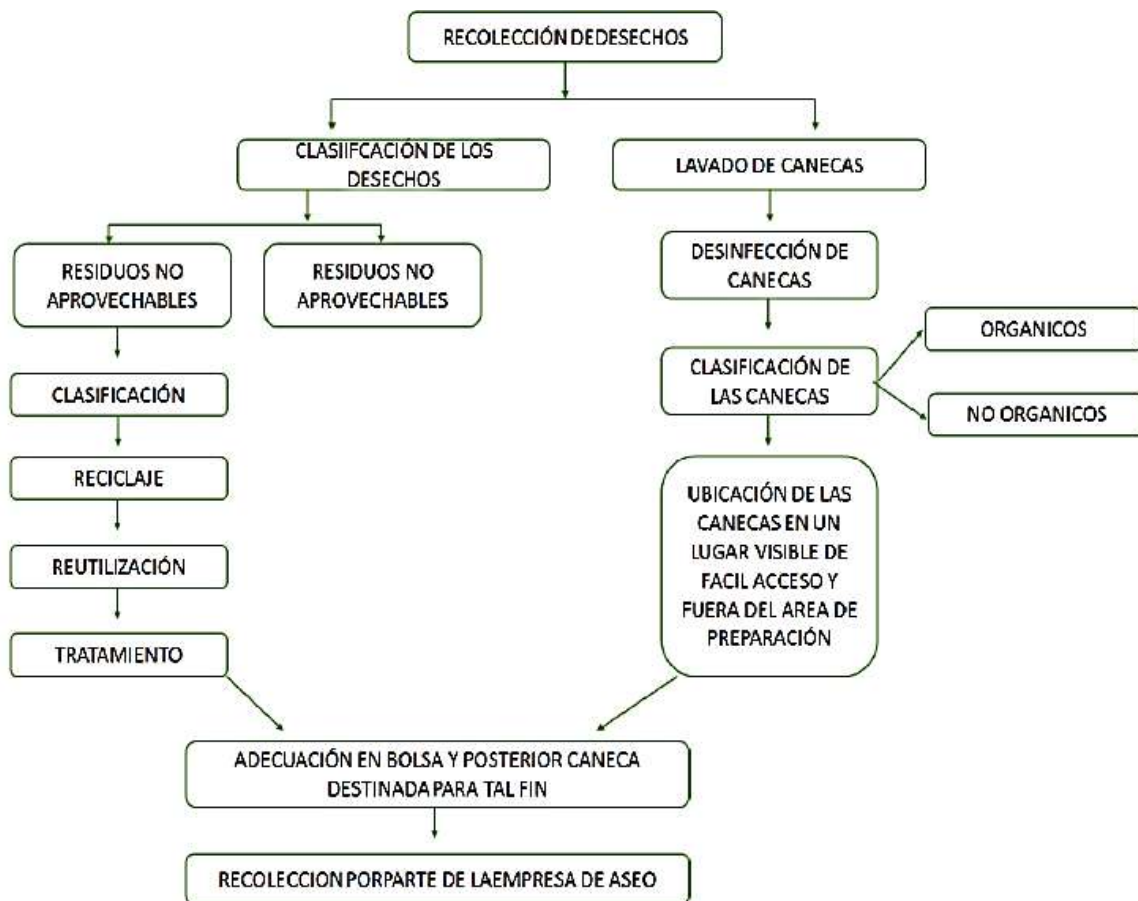 RECOLECCIÓN DEDESECHOS
CLASIIFCACIÓN DE LOS
DESECHOS
LAVADO DE CANECAS
RESIDUOS NO
APROVECHABLES
RESIDUOS NO
APROVECHABLES
DESINFECCIÓN DE
CANECAS
CLASIFICACIÓN
CLASIFICACIÓN DE
LAS CANECAS
ORGANICOS
NO ORGANICOS
RECICLAJE
REUTILIZACIÓN
TRATAMIENTO
UBICACIÓN DE LAS
CANECAS EN UN
LUGAR VISIBLE DE
FACIL ACCESO Y
FUERA DEL AREA DE
PREPARACIÓN
ADECUACIÓN EN BOLSA Y POSTERIOR CANECA
DESTINADA PARA TAL FIN
RECOLECCION PORPARTE DE LAEMPRESA DE ASEO